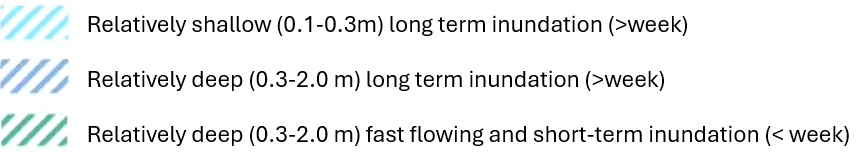 Relatively shallow (0.1-0.3m) long term inundation (>week)
Relatively deep (0.3-2.0 m) long term inundation (>week)
Relatively deep (0.3-2.0 m) fast flowing and short-term inundation (< week)